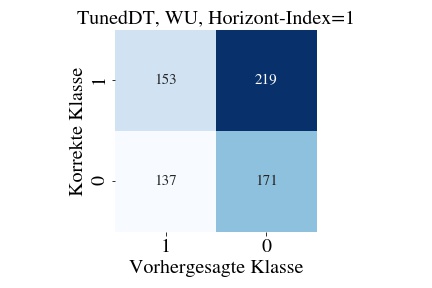 TunedDT, WU, Horizont-Index=1
Korrekte Klasse
1
153
219
0
137
171
1
0
Vorhergesagte Klasse